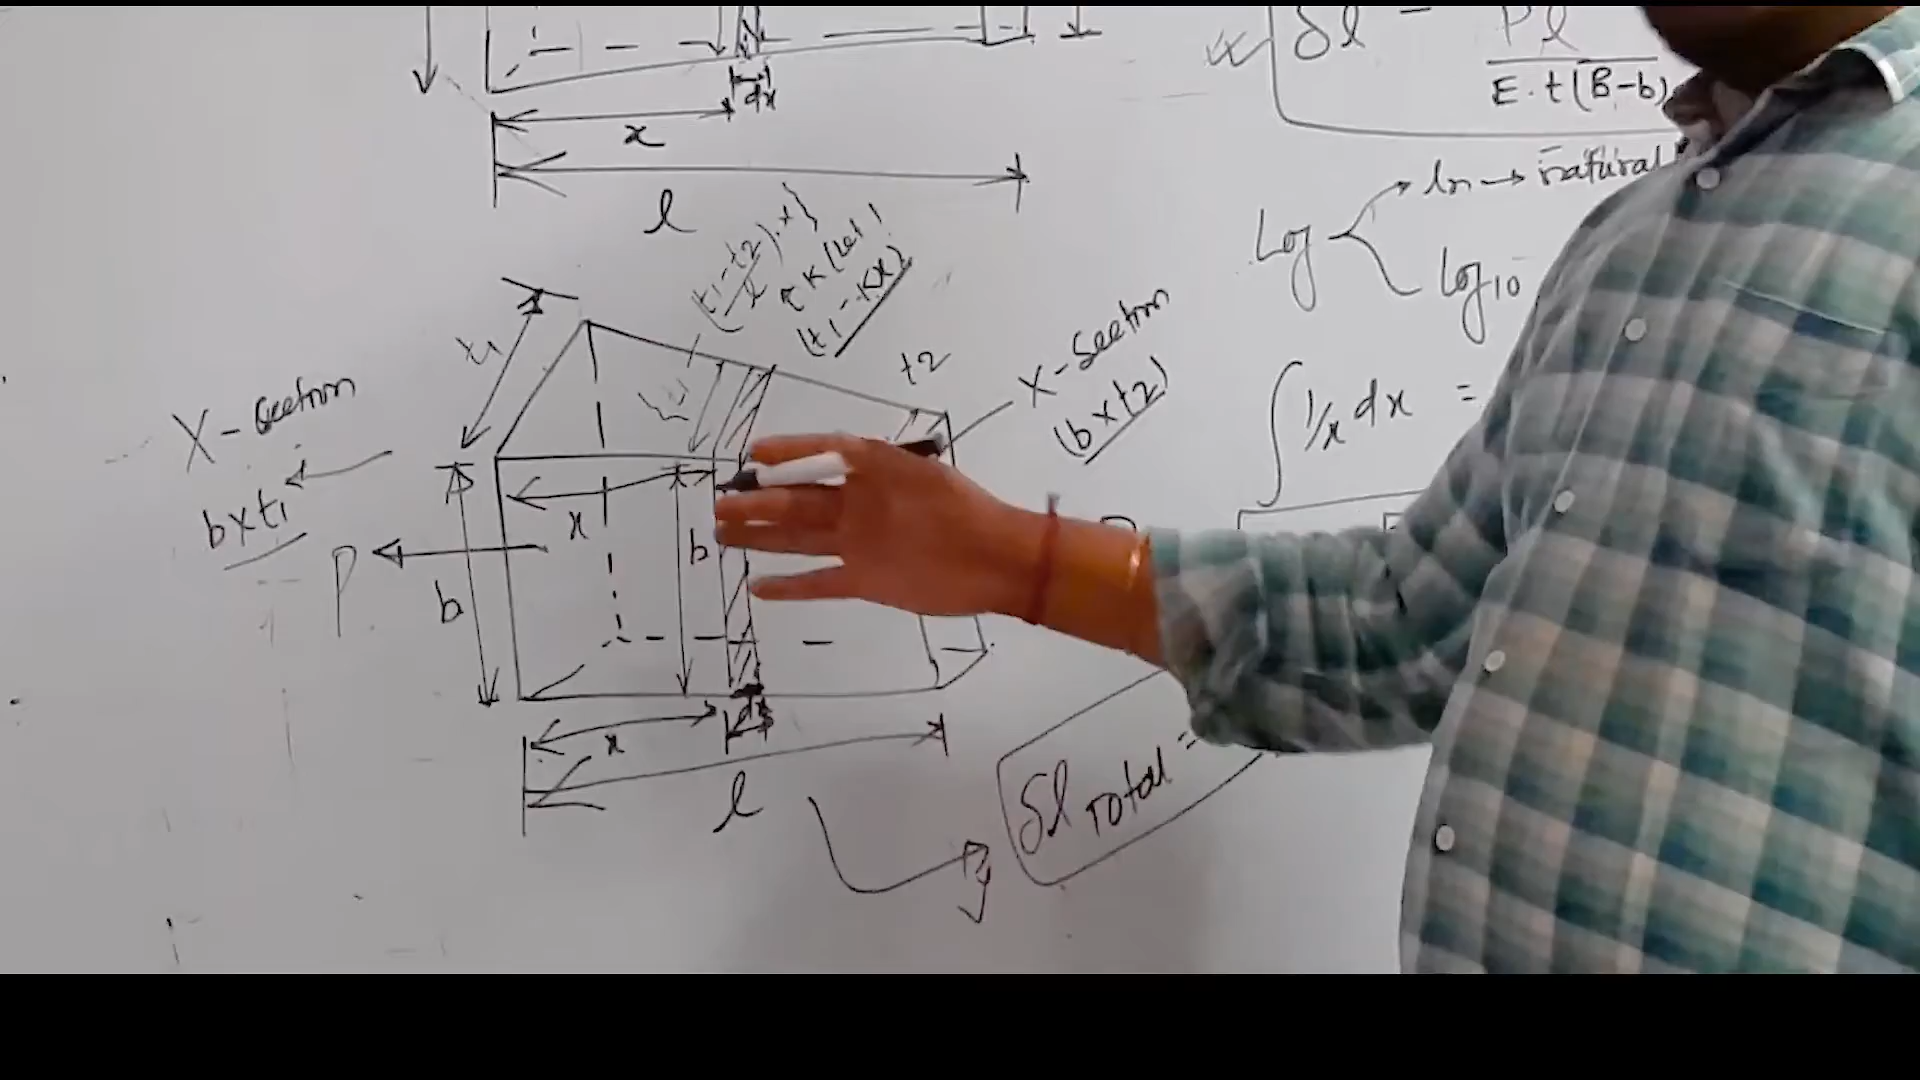 δl = Pl
E.t(B-b)
dx
x
l
ln → natural
Log
log10
(t1-t2).x}
l
K (let)
(t1-Kx)
t1
t2
X-section
(b×t2)
X-section
b×t1
∫ 1/x dx =
x
P
b
b
dx
x
l
δl Total =